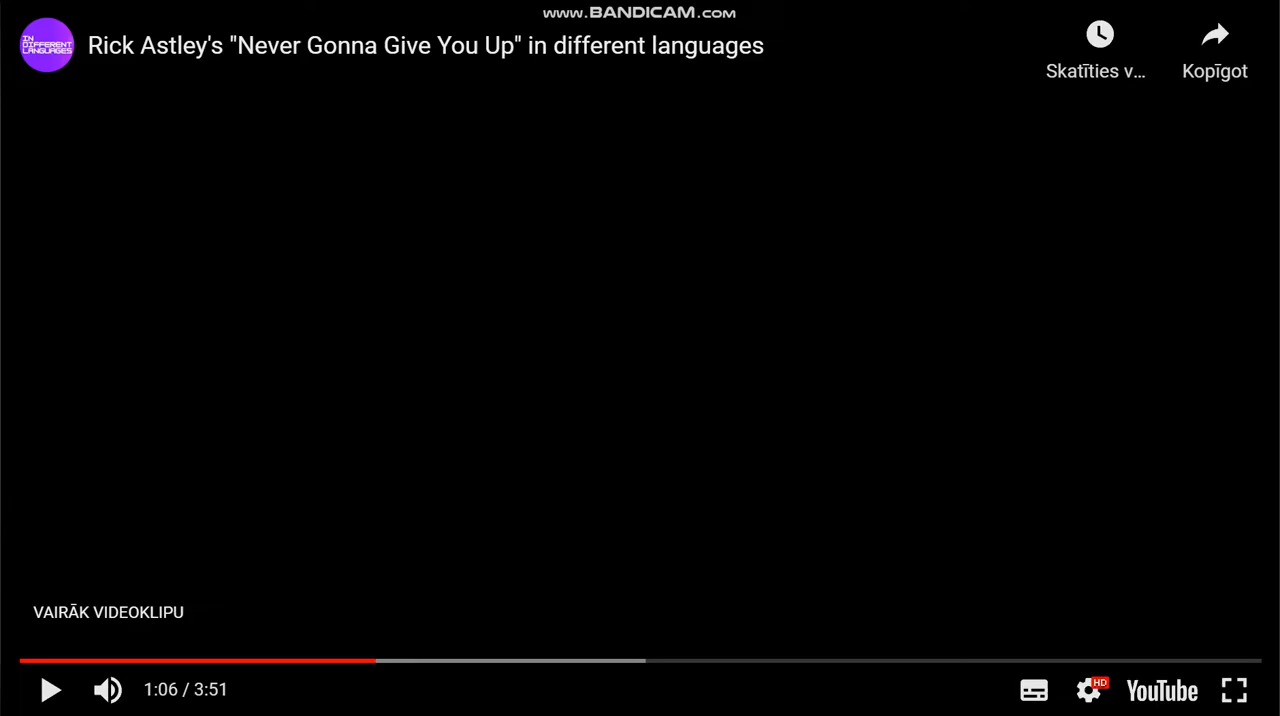 www.BANDICAM.com
IN DIFFERENT LANGUAGES
Rick Astley's "Never Gonna Give You Up" in different languages
Skatīties v...
Kopīgot
VAIRĀK VIDEOKLIPU
1:06 / 3:51
HD
YouTube